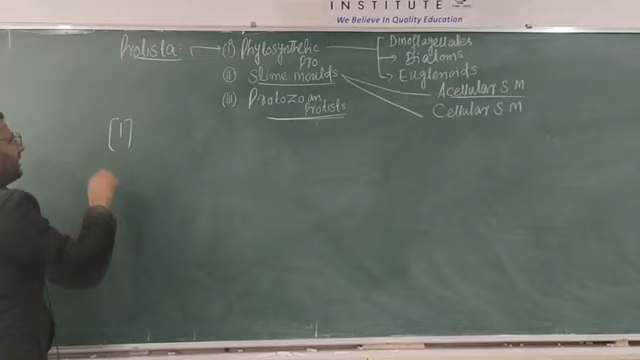 INSTITUTE
We Believe in Quality Education
Protista (i) Phytosynthetic Pro
Dinoflagellates
Diatoms
Euglenoids
(ii) Slime moulds
Acellular S M
Cellular S M
(iii) Protozoan Protists
[1]